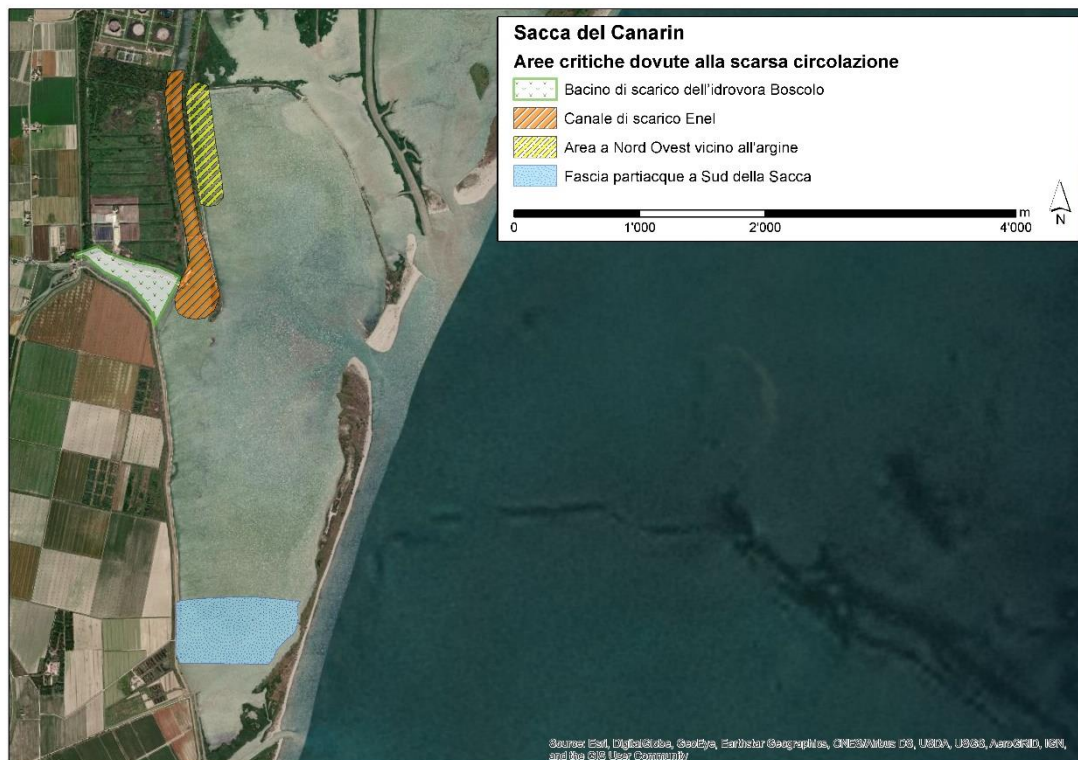 Sacca del Canarin
Aree critiche dovute alla scarsa circolazione
Bacino di scarico dell'idrovora Boscolo
Canale di scarico Enel
Area a Nord Ovest vicino all'argine
Fascia partiacque a Sud della Sacca
m
0 1'000 2'000 4'000
N
Source: Esri, DigitalGlobe, GeoEye, Earthstar Geographics, CNES/Airbus DS, USDA, USGS, AeroGRID, IGN,
and the GIS User Community